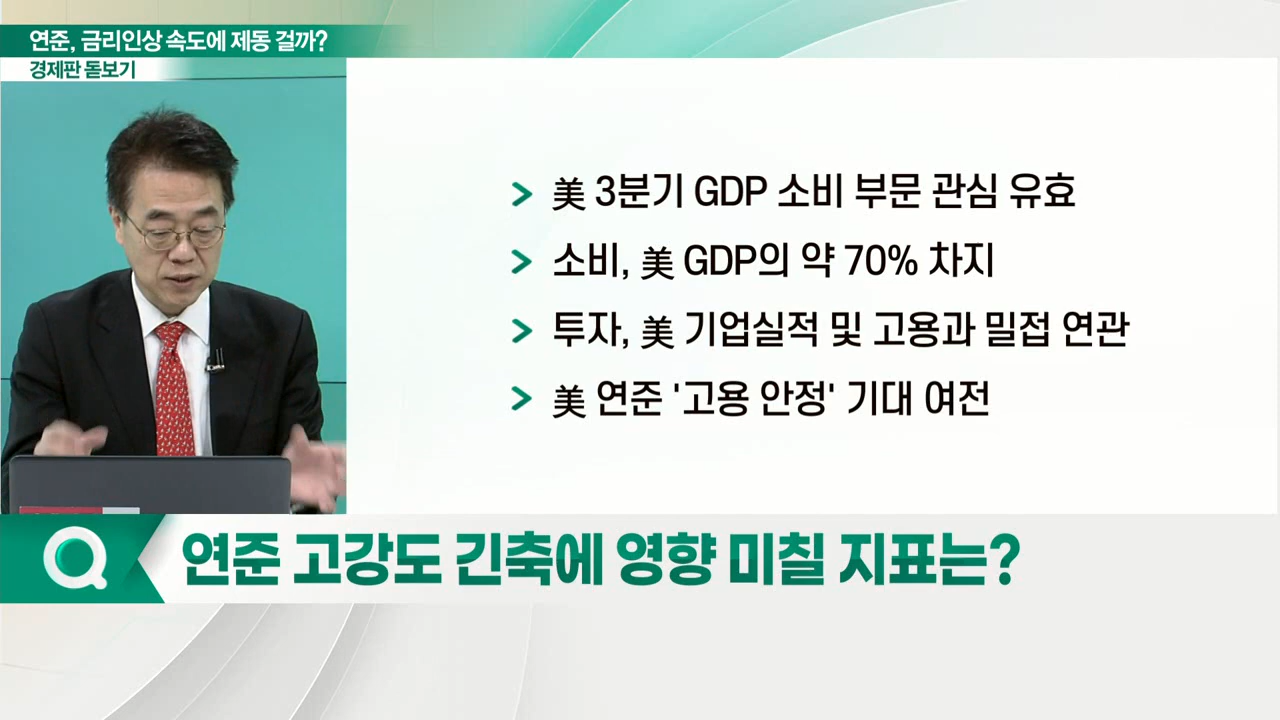 연준, 금리인상 속도에 제동 걸까?
경제판 돋보기
> 美 3분기 GDP 소비 부문 관심 유효
> 소비, 美 GDP의 약 70% 차지
> 투자, 美 기업실적 및 고용과 밀접 연관
> 美 연준 '고용 안정' 기대 여전
Q 연준 고강도 긴축에 영향 미칠 지표는?